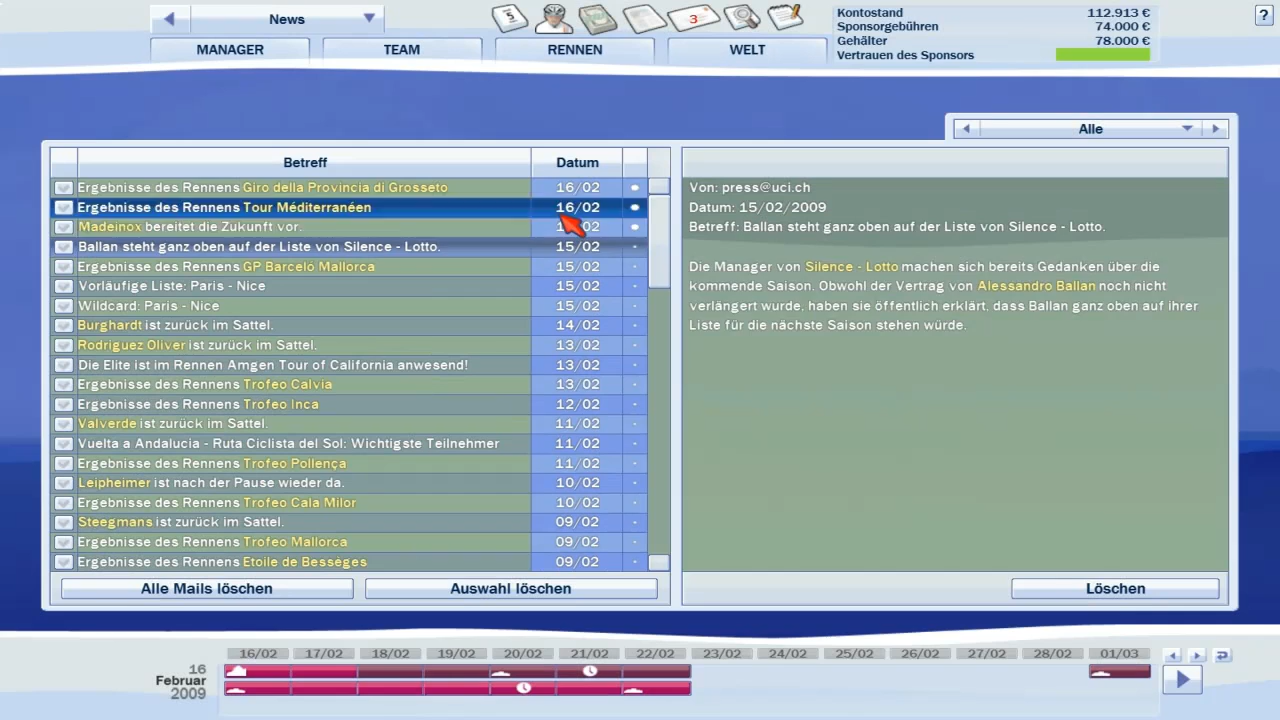 News
5
3
?
Kontostand 112.913 €
Sponsorgebühren 74.000 €
Gehälter 78.000 €
Vertrauen des Sponsors
MANAGER TEAM RENNEN WELT
Alle
Betreff Datum
Ergebnisse des Rennens Giro della Provincia di Grosseto 16/02
Ergebnisse des Rennens Tour Méditerranéen 16/02
Madeinox bereitet die Zukunft vor.
Ballan steht ganz oben auf der Liste von Silence - Lotto. 15/02
Ergebnisse des Rennens GP Barceló Mallorca 15/02
Vorläufige Liste: Paris - Nice 15/02
Wildcard: Paris - Nice 15/02
Burghardt ist zurück im Sattel. 14/02
Rodriguez Oliver ist zurück im Sattel. 13/02
Die Elite ist im Rennen Amgen Tour of California anwesend! 13/02
Ergebnisse des Rennens Trofeo Calvia 13/02
Ergebnisse des Rennens Trofeo Inca 12/02
Valverde ist zurück im Sattel. 11/02
Vuelta a Andalucia - Ruta Ciclista del Sol: Wichtigste Teilnehmer 11/02
Ergebnisse des Rennens Trofeo Pollença 11/02
Leipheimer ist nach der Pause wieder da. 10/02
Ergebnisse des Rennens Trofeo Cala Milor 10/02
Steegmans ist zurück im Sattel. 09/02
Ergebnisse des Rennens Trofeo Mallorca 09/02
Ergebnisse des Rennens Etoile de Bessèges 09/02
Alle Mails löschen Auswahl löschen
Von: press@uci.ch
Datum: 15/02/2009
Betreff: Ballan steht ganz oben auf der Liste von Silence - Lotto.
Die Manager von Silence - Lotto machen sich bereits Gedanken über die
kommende Saison. Obwohl der Vertrag von Alessandro Ballan noch nicht
verlängert wurde, haben sie öffentlich erklärt, dass Ballan ganz oben auf ihrer
Liste für die nächste Saison stehen würde.
Löschen
16/02 17/02 18/02 19/02 20/02 21/02 22/02 23/02 24/02 25/02 26/02 27/02 28/02 01/03
16
Februar
2009